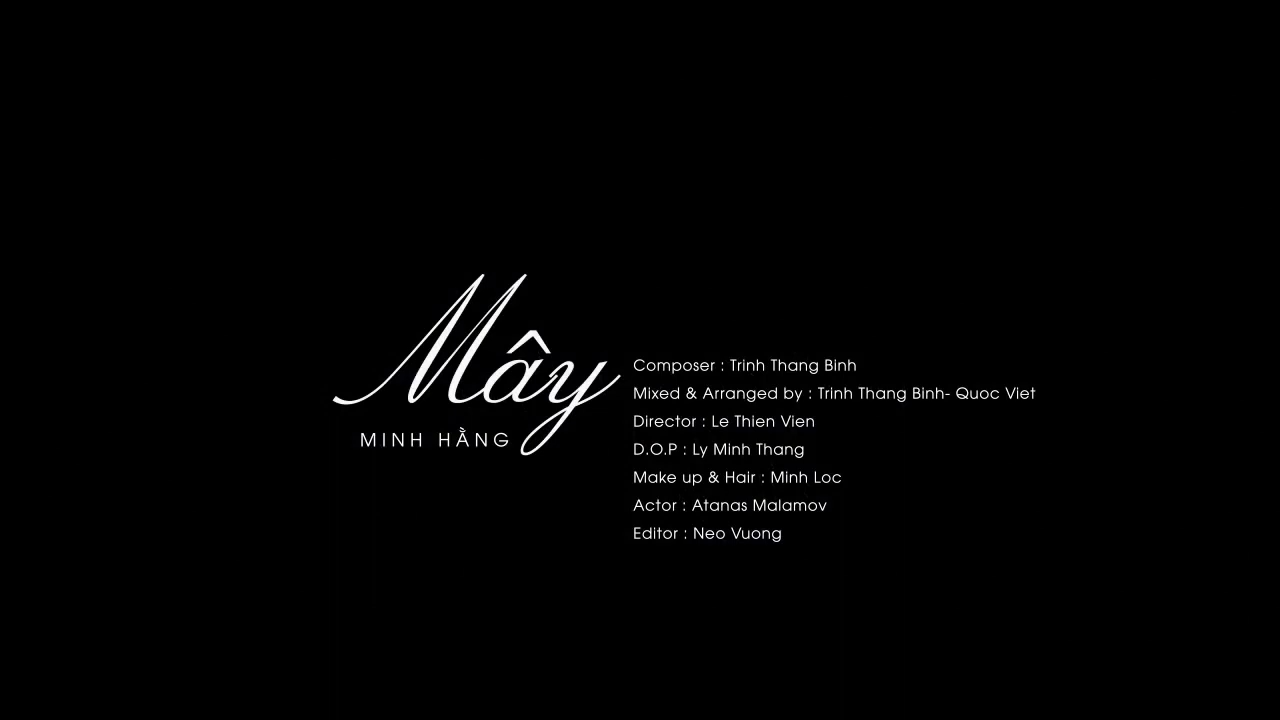 Mây
MINH HẰNG
Composer : Trinh Thang Binh
Mixed & Arranged by : Trinh Thang Binh- Quoc Viet
Director : Le Thien Vien
D.O.P : Ly Minh Thang
Make up & Hair : Minh Loc
Actor : Atanas Malamov
Editor : Neo Vuong